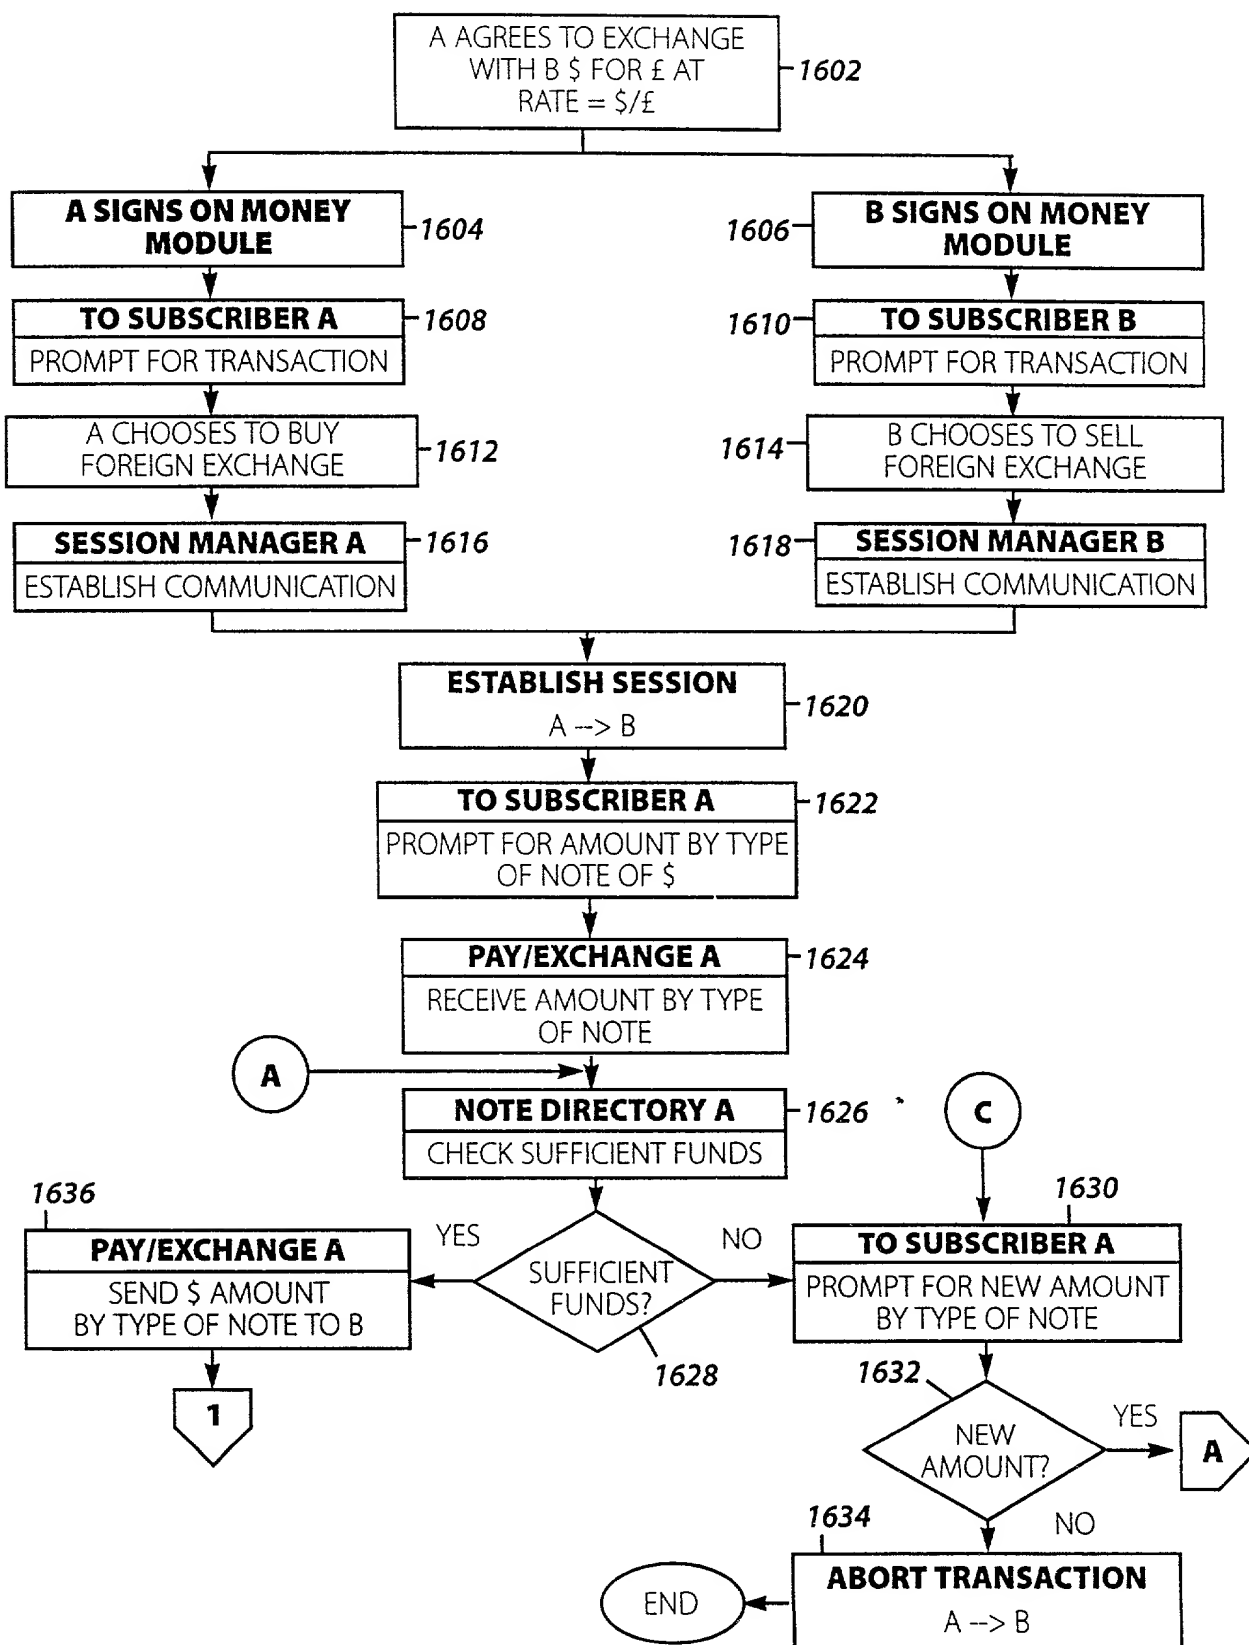 A AGREES TO EXCHANGE
WITH B $ FOR £ AT
RATE = $/£
1602
A SIGNS ON MONEY
MODULE
1604
1606
B SIGNS ON MONEY
MODULE
TO SUBSCRIBER A
1608
PROMPT FOR TRANSACTION
1610
TO SUBSCRIBER B
PROMPT FOR TRANSACTION
A CHOOSES TO BUY
FOREIGN EXCHANGE
1612
1614
B CHOOSES TO SELL
FOREIGN EXCHANGE
SESSION MANAGER A
1616
ESTABLISH COMMUNICATION
1618
SESSION MANAGER B
ESTABLISH COMMUNICATION
ESTABLISH SESSION
A --> B
1620
TO SUBSCRIBER A
1622
PROMPT FOR AMOUNT BY TYPE
OF NOTE OF $
PAY/EXCHANGE A
1624
RECEIVE AMOUNT BY TYPE
OF NOTE
A
NOTE DIRECTORY A
1626
CHECK SUFFICIENT FUNDS
C
1636
PAY/EXCHANGE A
SEND $ AMOUNT
BY TYPE OF NOTE TO B
YES
SUFFICIENT
FUNDS?
NO
1628
1630
TO SUBSCRIBER A
PROMPT FOR NEW AMOUNT
BY TYPE OF NOTE
1
1632
NEW
AMOUNT?
YES
A
NO
1634
ABORT TRANSACTION
A --> B
END